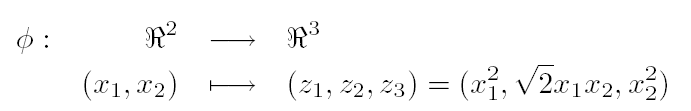 ϕ : ℜ² ⟶ ℜ³
(x₁, x₂) ⟼ (z₁, z₂, z₃) = (x₁², √2x₁x₂, x₂²)